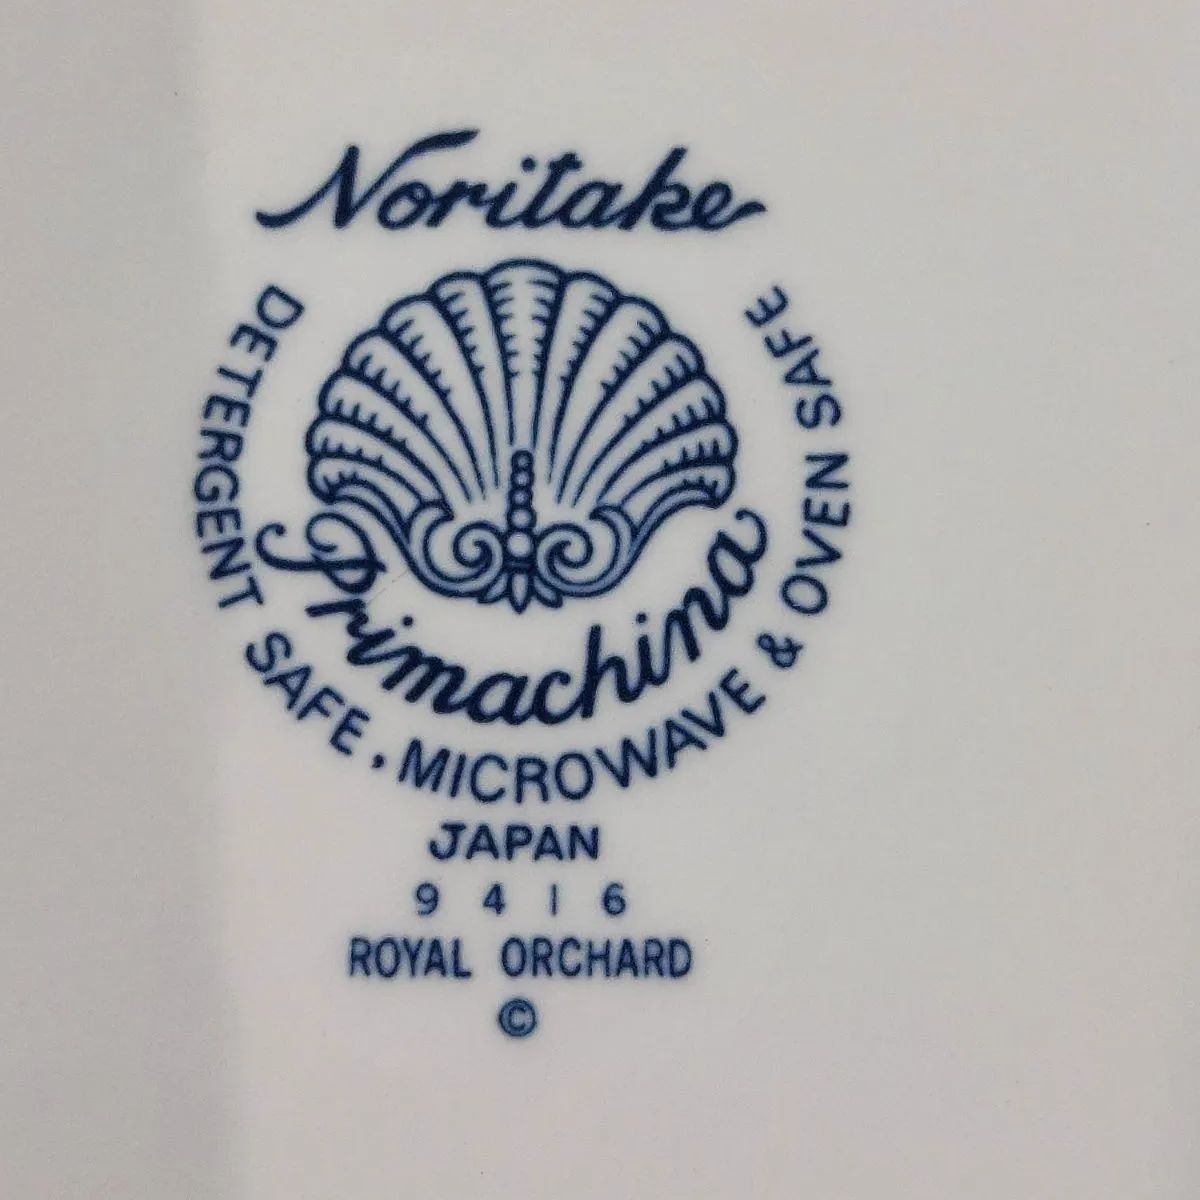 Noritake
Primachina
DETERGENT SAFE . MICROWAVE & OVEN SAFE
JAPAN
9416
ROYAL ORCHARD
©